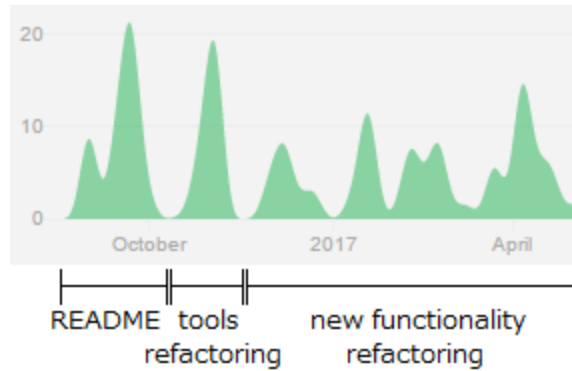 20
10
0
October 2017 April
README tools new functionality
refactoring refactoring